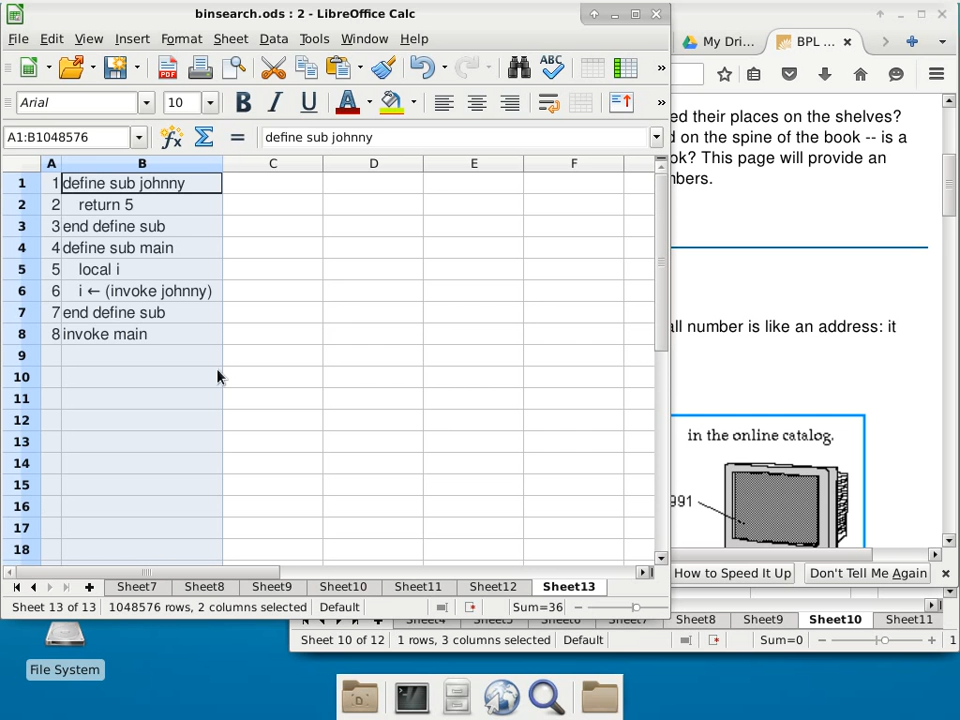 binsearch.ods : 2 - LibreOffice Calc
File Edit View Insert Format Sheet Data Tools Window Help
PDF ABC »
Arial 10 B I U A »
A1:B1048576 fx Σ = define sub johnny
A B C D E F
1 1 define sub johnny
2 2 return 5
3 3 end define sub
4 4 define sub main
5 5 local i
6 6 i ← (invoke johnny)
7 7 end define sub
8 8 invoke main
9
10
11
12
13
14
15
16
17
18
Sheet7 Sheet8 Sheet9 Sheet10 Sheet11 Sheet12 Sheet13
Sheet 13 of 13 1048576 rows, 2 columns selected Default Sum=36
My Dri... BPL ...
ed their places on the shelves?
d on the spine of the book -- is a
ok? This page will provide an
mbers.
all number is like an address: it
in the online catalog.
991
How to Speed It Up Don't Tell Me Again
Sheet8 Sheet9 Sheet10 Sheet11
Sheet 10 of 12 1 rows, 3 columns selected Default Sum=0 1
File System